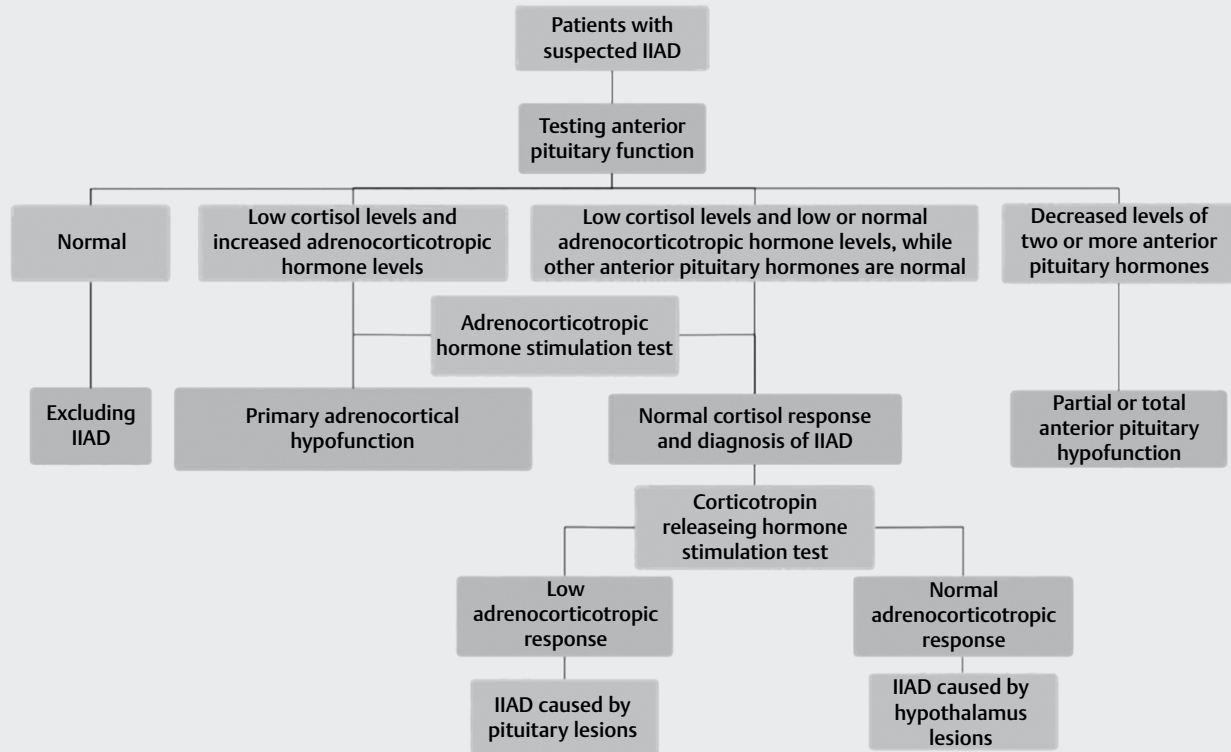 Patients with
suspected IIAD
Testing anterior
pituitary function
Normal
Low cortisol levels and
increased adrenocorticotropic
hormone levels
Low cortisol levels and low or normal
adrenocorticotropic hormone levels, while
other anterior pituitary hormones are normal
Decreased levels of
two or more anterior
pituitary hormones
Adrenocorticotropic
hormone stimulation test
Excluding
IIAD
Primary adrenocortical
hypofunction
Normal cortisol response
and diagnosis of IIAD
Partial or total
anterior pituitary
hypofunction
Corticotropin
releaseing hormone
stimulation test
Low
adrenocorticotropic
response
Normal
adrenocorticotropic
response
IIAD caused by
pituitary lesions
IIAD caused by
hypothalamus
lesions